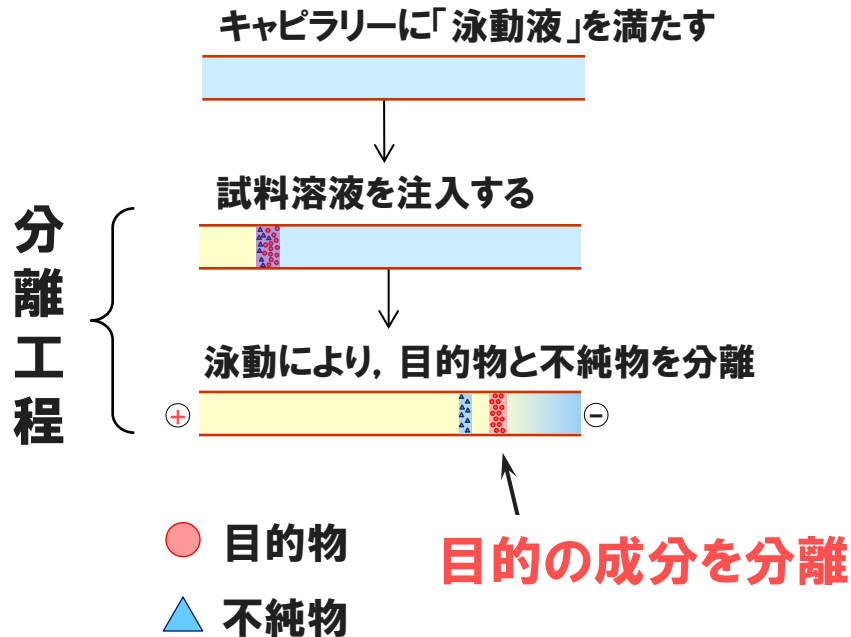 キャピラリーに「泳動液」を満たす
試料溶液を注入する
分離工程
泳動により，目的物と不純物を分離
+
−
目的物
目的の成分を分離
不純物